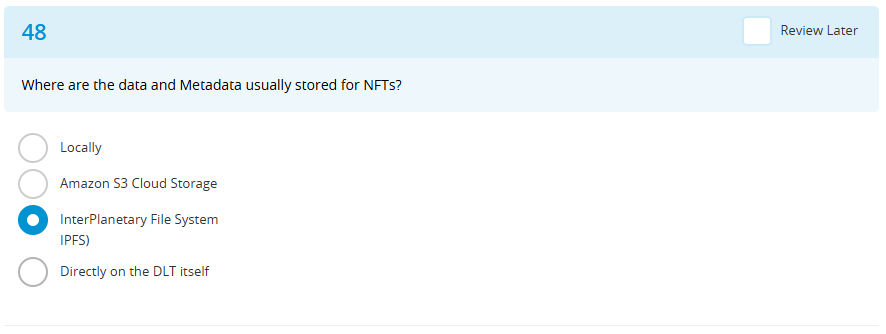 48
Review Later
Where are the data and Metadata usually stored for NFTs?
Locally
Amazon S3 Cloud Storage
InterPlanetary File System
IPFS)
Directly on the DLT itself